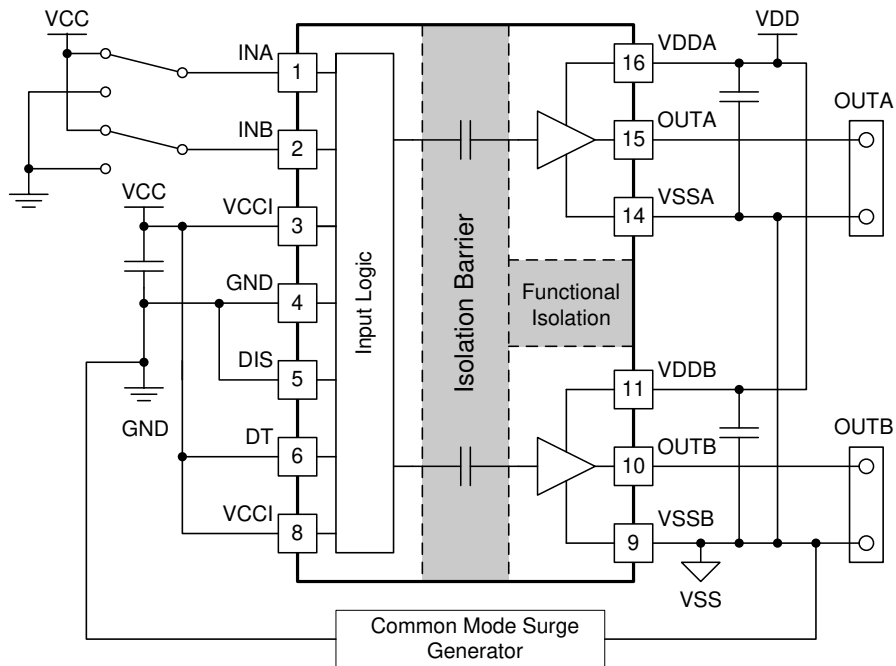 VCC
INA
1
INB
2
VCC
VCCI
3
GND
4
DIS
5
GND
DT
6
VCCI
8
Input Logic
Isolation Barrier
Functional
Isolation
VDD
VDDA
16
OUTA
15
VSSA
14
OUTA
VDDB
11
OUTB
10
VSSB
9
OUTB
VSS
Common Mode Surge
Generator